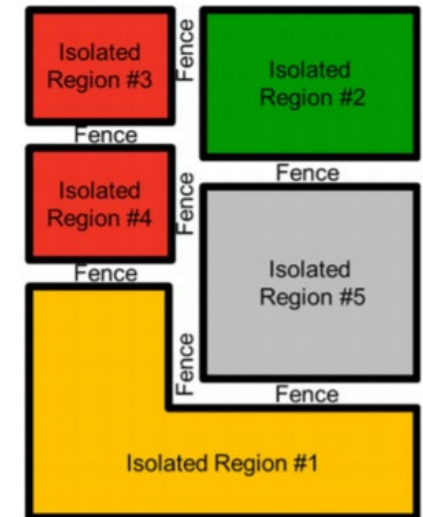 Isolated
Region #3
Fence
Isolated
Region #2
Fence
Fence
Isolated
Region #4
Fence
Fence
Isolated
Region #5
Fence
Fence
Isolated Region #1